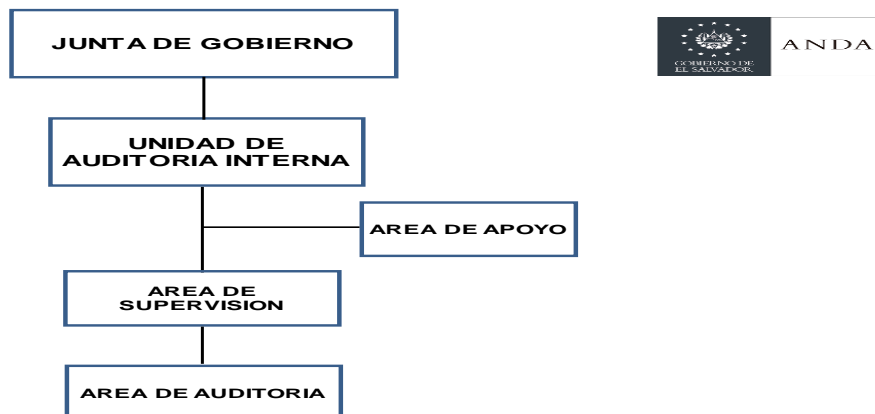 JUNTA DE GOBIERNO
GOBIERNO DE
EL SALVADOR
ANDA
UNIDAD DE
AUDITORIA INTERNA
AREA DE APOYO
AREA DE
SUPERVISION
AREA DE AUDITORIA